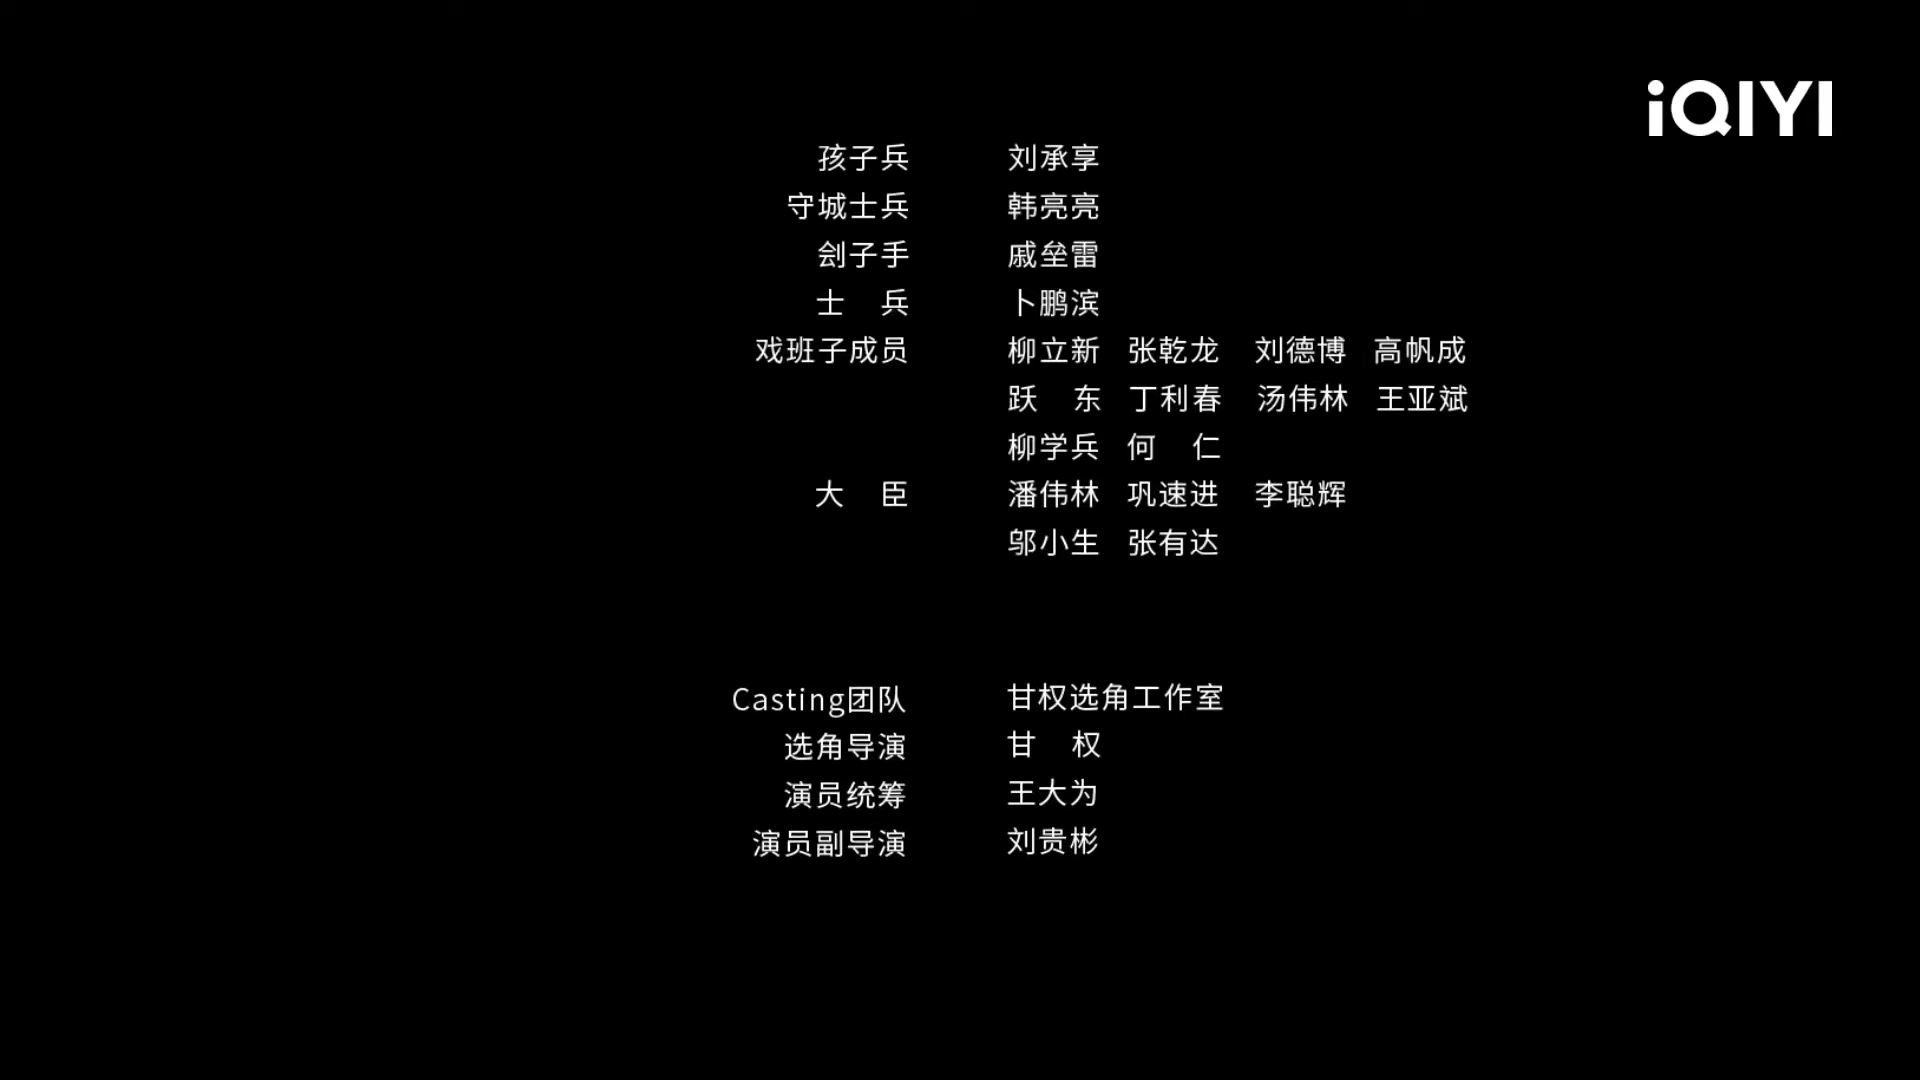 iQIYI
孩子兵 刘承享
守城士兵 韩亮亮
刽子手 戚垒雷
士 兵 卜鹏滨
戏班子成员 柳立新 张乾龙 刘德博 高帆成
跃 东 丁利春 汤伟林 王亚斌
柳学兵 何 仁
大 臣 潘伟林 巩速进 李聪辉
邬小生 张有达
Casting团队 甘权选角工作室
选角导演 甘 权
演员统筹 王大为
演员副导演 刘贵彬